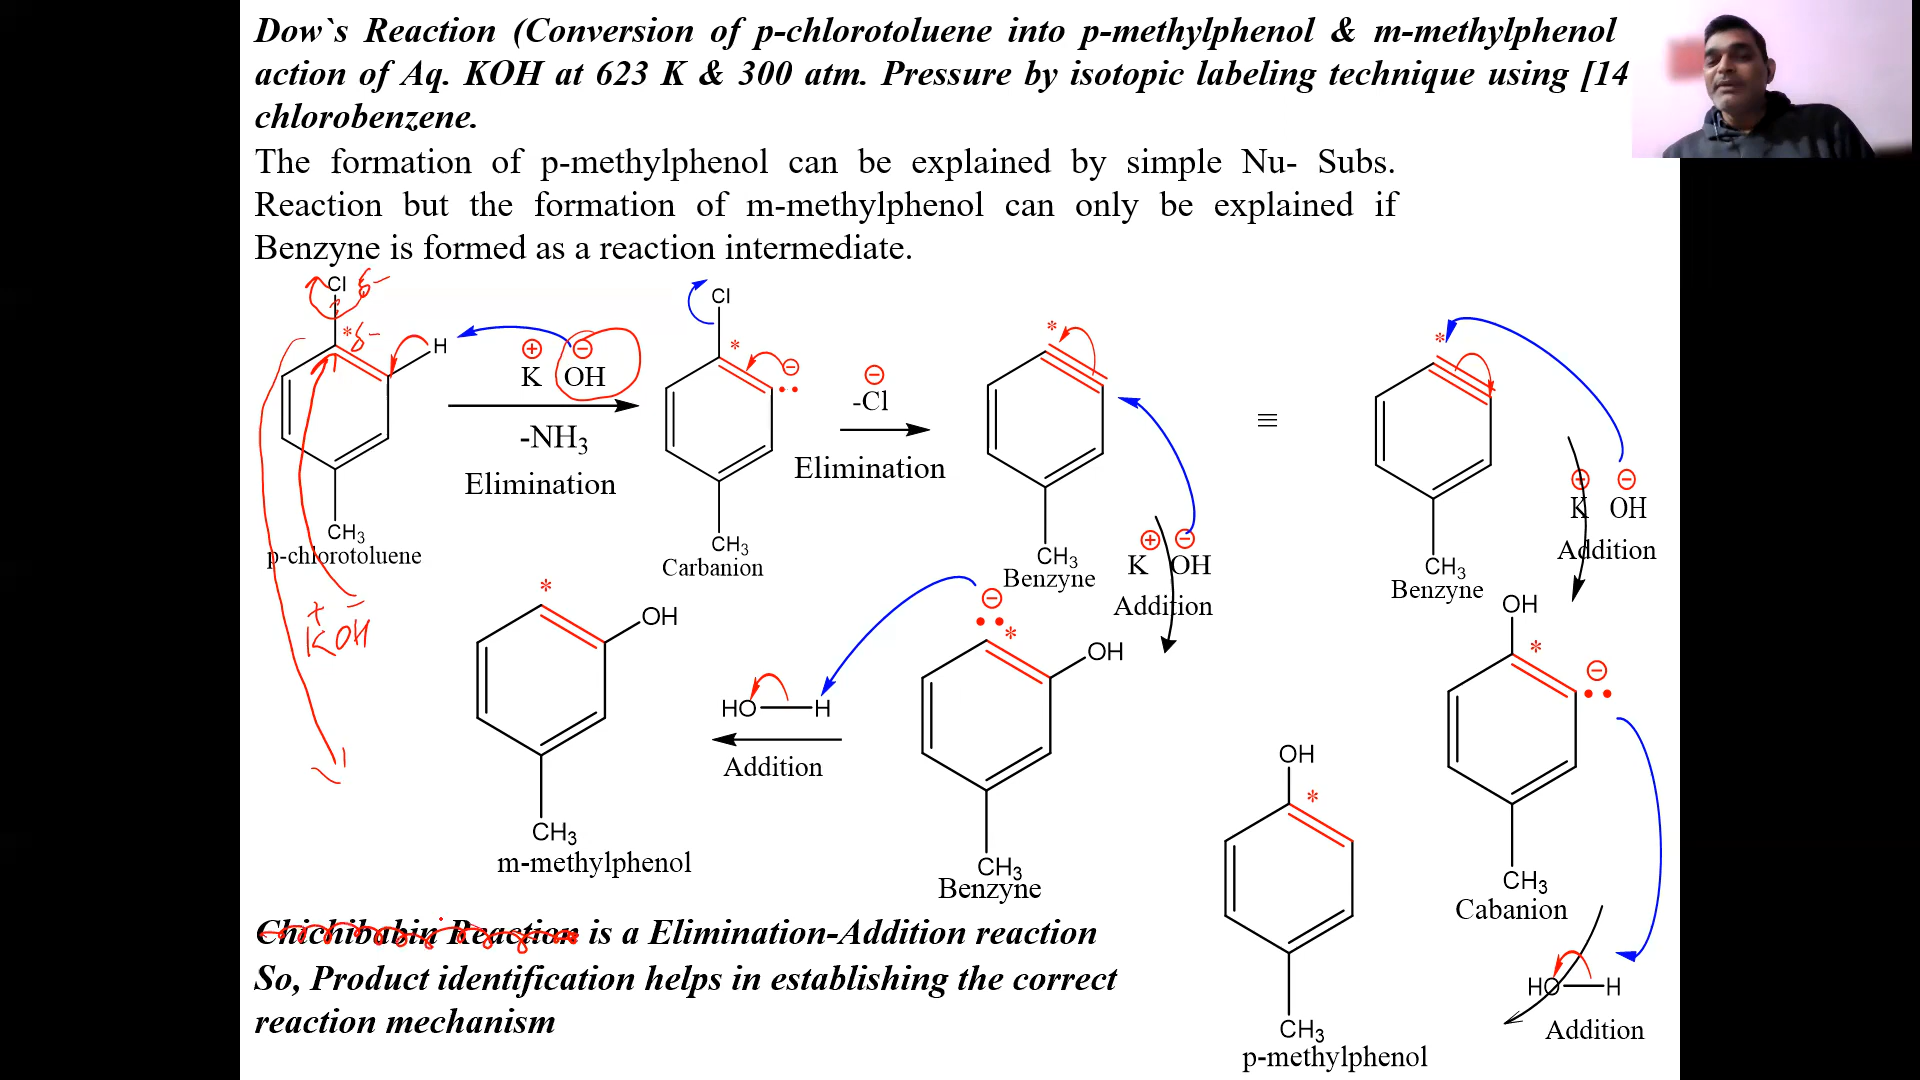 Dow`s Reaction (Conversion of p-chlorotoluene into p-methylphenol & m-methylphenol
action of Aq. KOH at 623 K & 300 atm. Pressure by isotopic labeling technique using [14
chlorobenzene.
The formation of p-methylphenol can be explained by simple Nu- Subs.
Reaction but the formation of m-methylphenol can only be explained if
Benzyne is formed as a reaction intermediate.
Cl δ-
* δ-
H
⊕ ⊖
K OH
-NH3
Elimination
CH3
p-chlorotoluene
+ -
KOH
Cl
*
⊖
CH3
Carbanion
⊖
-Cl
Elimination
*
CH3
Benzyne
⊕ ⊖
K OH
Addition
≡
*
CH3
Benzyne
⊕ ⊖
K OH
Addition
*
OH
CH3
m-methylphenol
HO H
Addition
⊖
*
OH
CH3
Benzyne
OH
*
⊖
CH3
Cabanion
HO H
Addition
OH
*
CH3
p-methylphenol
Chichibabin Reaction is a Elimination-Addition reaction
So, Product identification helps in establishing the correct
reaction mechanism